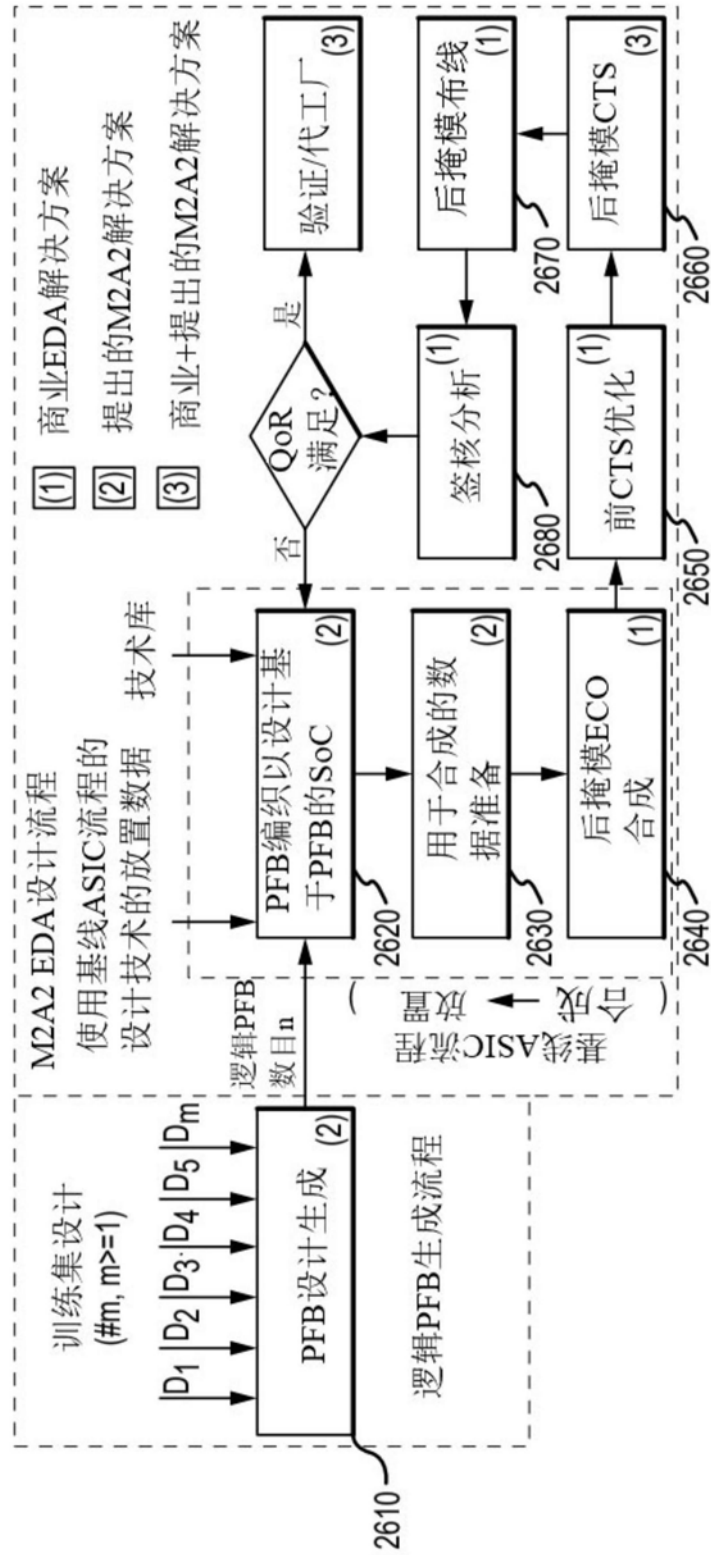 训练集设计
(#m, m>=1)
D1
D2
D3.
D4
D5
Dm
PFB设计生成
(2)
2610
逻辑PFB生成流程
逻辑PFB
数目n
M2A2 EDA设计流程
使用基线ASIC流程的
设计技术的放置数据
技术库
(1) 商业EDA解决方案
(2) 提出的M2A2解决方案
(3) 商业+提出的M2A2解决方案
PFB编织以设计基
于PFB的SoC
(2)
2620
用于合成的数
据准备
(2)
2630
后掩模ECO
合成
(1)
2640
基线ASIC流程
(合成
放置)
前CTS优化
(1)
2650
后掩模CTS
(3)
2660
后掩模布线
(1)
2670
签核分析
(1)
2680
QoR
满足?
否
是
验证/代工厂
(3)